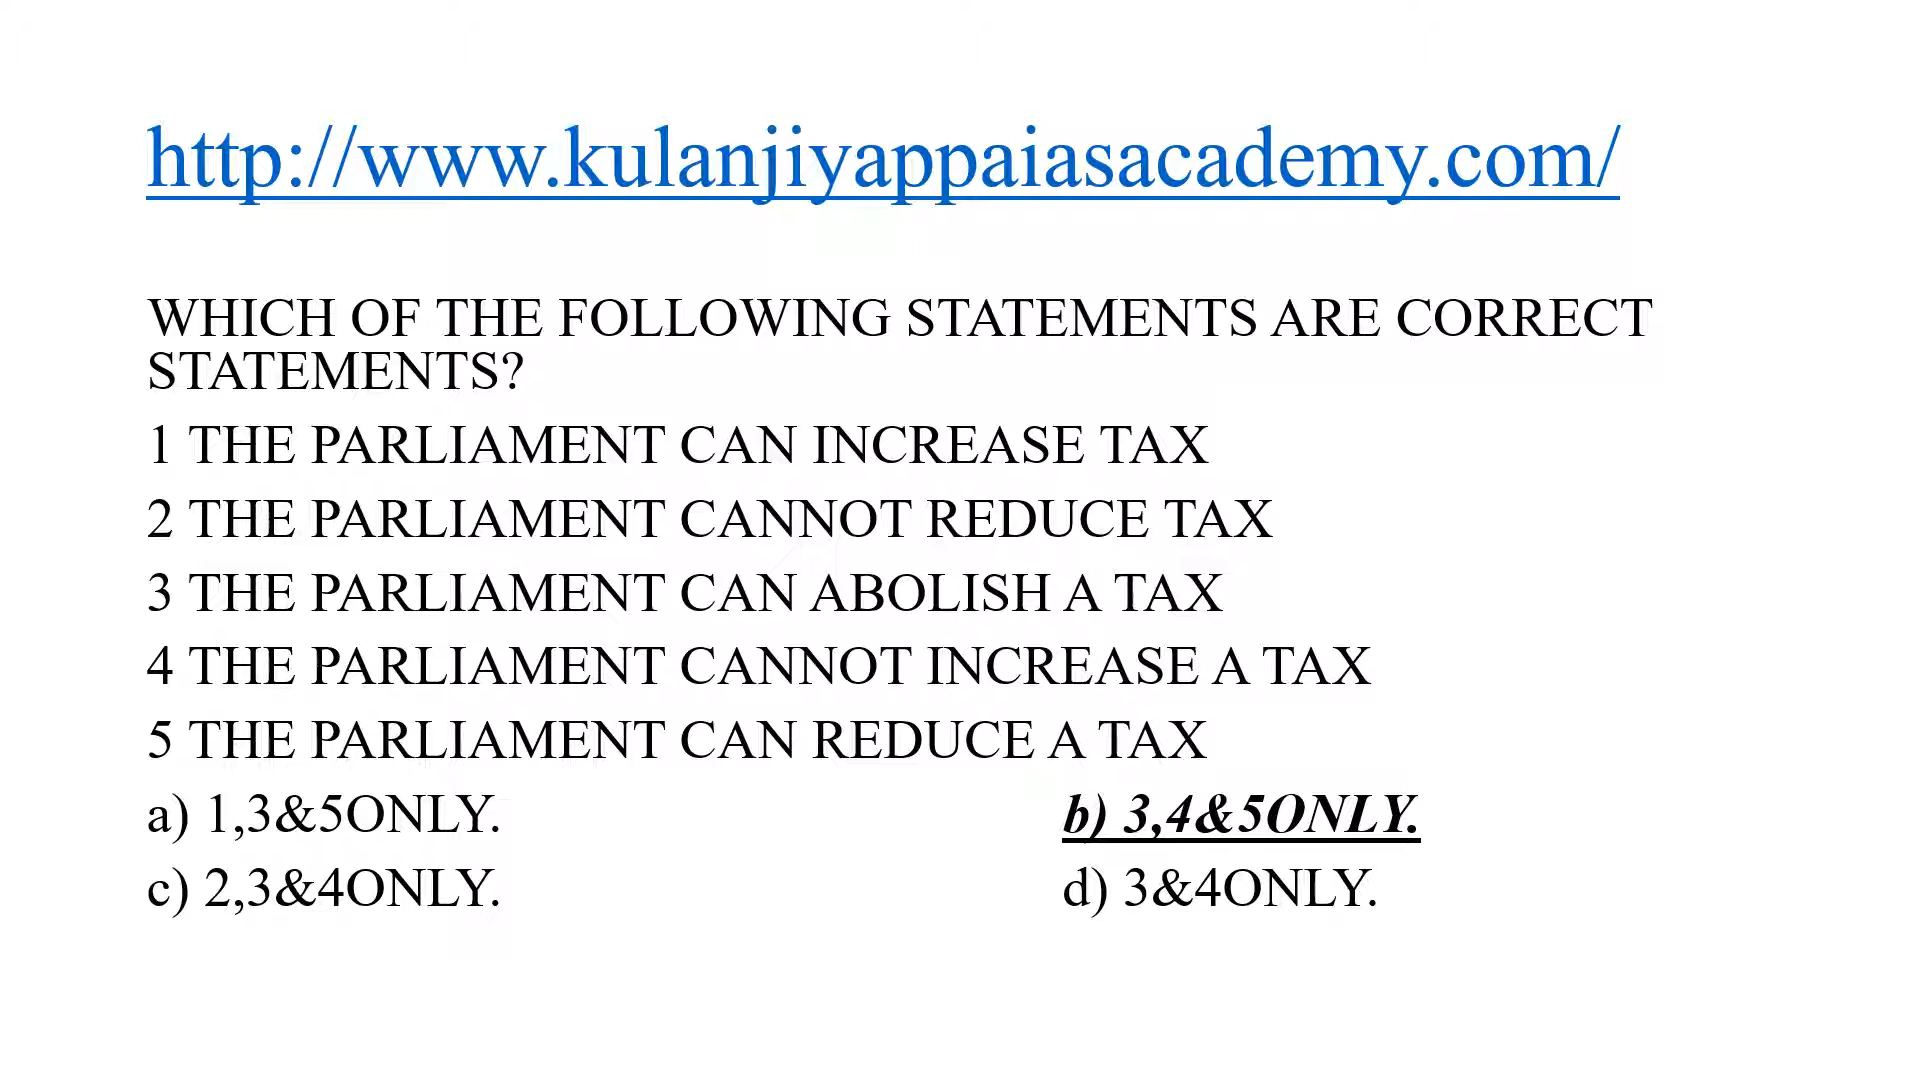 http://www.kulanjiyappaiasacademy.com/
WHICH OF THE FOLLOWING STATEMENTS ARE CORRECT
STATEMENTS?
1 THE PARLIAMENT CAN INCREASE TAX
2 THE PARLIAMENT CANNOT REDUCE TAX
3 THE PARLIAMENT CAN ABOLISH A TAX
4 THE PARLIAMENT CANNOT INCREASE A TAX
5 THE PARLIAMENT CAN REDUCE A TAX
a) 1,3&5ONLY. b) 3,4&5ONLY.
c) 2,3&4ONLY. d) 3&4ONLY.